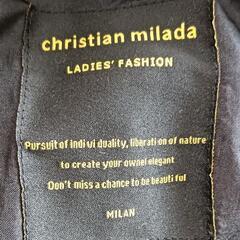 christian milada
LADIES' FASHION
Pursuit of indi vi duality, liberati on of nature
to create your ownel elegant
Don't miss a chance to be beauti ful
MILAN